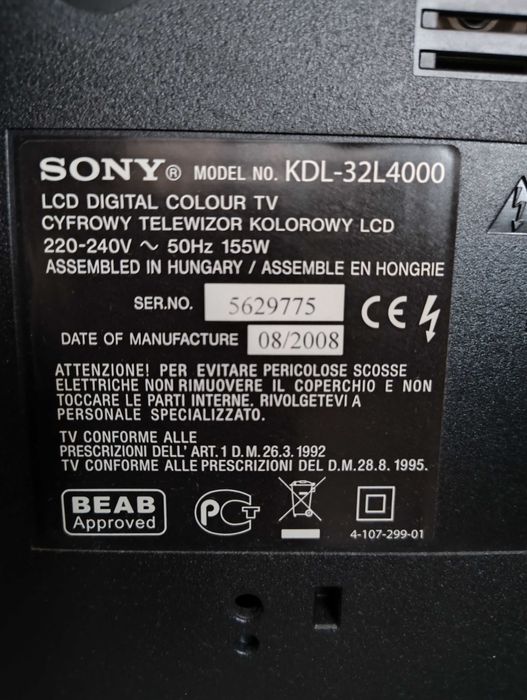 SONY® MODEL NO. KDL-32L4000
LCD DIGITAL COLOUR TV
CYFROWY TELEWIZOR KOLOROWY LCD
220-240V ~ 50Hz 155W
ASSEMBLED IN HUNGARY / ASSEMBLE EN HONGRIE
SER.NO. 5629775
CE
DATE OF MANUFACTURE 08/2008
ATTENZIONE! PER EVITARE PERICOLOSE SCOSSE
ELETTRICHE NON RIMUOVERE IL COPERCHIO E NON
TOCCARE LE PARTI INTERNE. RIVOLGETEVI A
PERSONALE SPECIALIZZATO.
TV CONFORME ALLE
PRESCRIZIONI DELL' ART. 1 D.M. 26.3. 1992
TV CONFORME ALLE PRESCRIZIONI DEL D.M. 28.8. 1995.
BEAB
Approved
PCT
4-107-299-01